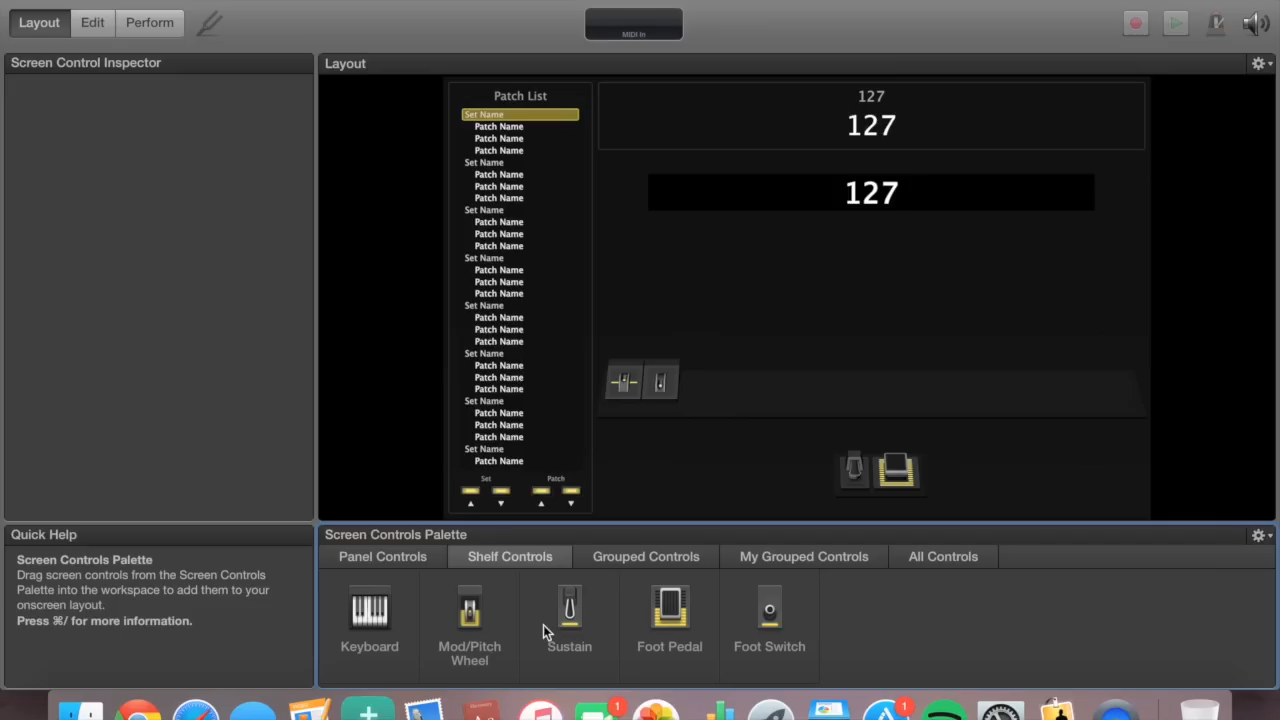 Layout Edit Perform
MIDI In
Screen Control Inspector
Layout
Patch List
Set Name
Patch Name
Patch Name
Patch Name
Set Name
Patch Name
Patch Name
Patch Name
Set Name
Patch Name
Patch Name
Patch Name
Set Name
Patch Name
Patch Name
Patch Name
Set Name
Patch Name
Patch Name
Patch Name
Set Name
Patch Name
Patch Name
Patch Name
Set Name
Patch Name
Patch Name
Patch Name
Set Name
Patch Name
Set Patch
127
127
127
Quick Help
Screen Controls Palette
Drag screen controls from the Screen Controls
Palette into the workspace to add them to your
onscreen layout.
Press ⌘/ for more information.
Screen Controls Palette
Panel Controls Shelf Controls Grouped Controls My Grouped Controls All Controls
Keyboard
Mod/Pitch
Wheel
Sustain
Foot Pedal
Foot Switch
1
1